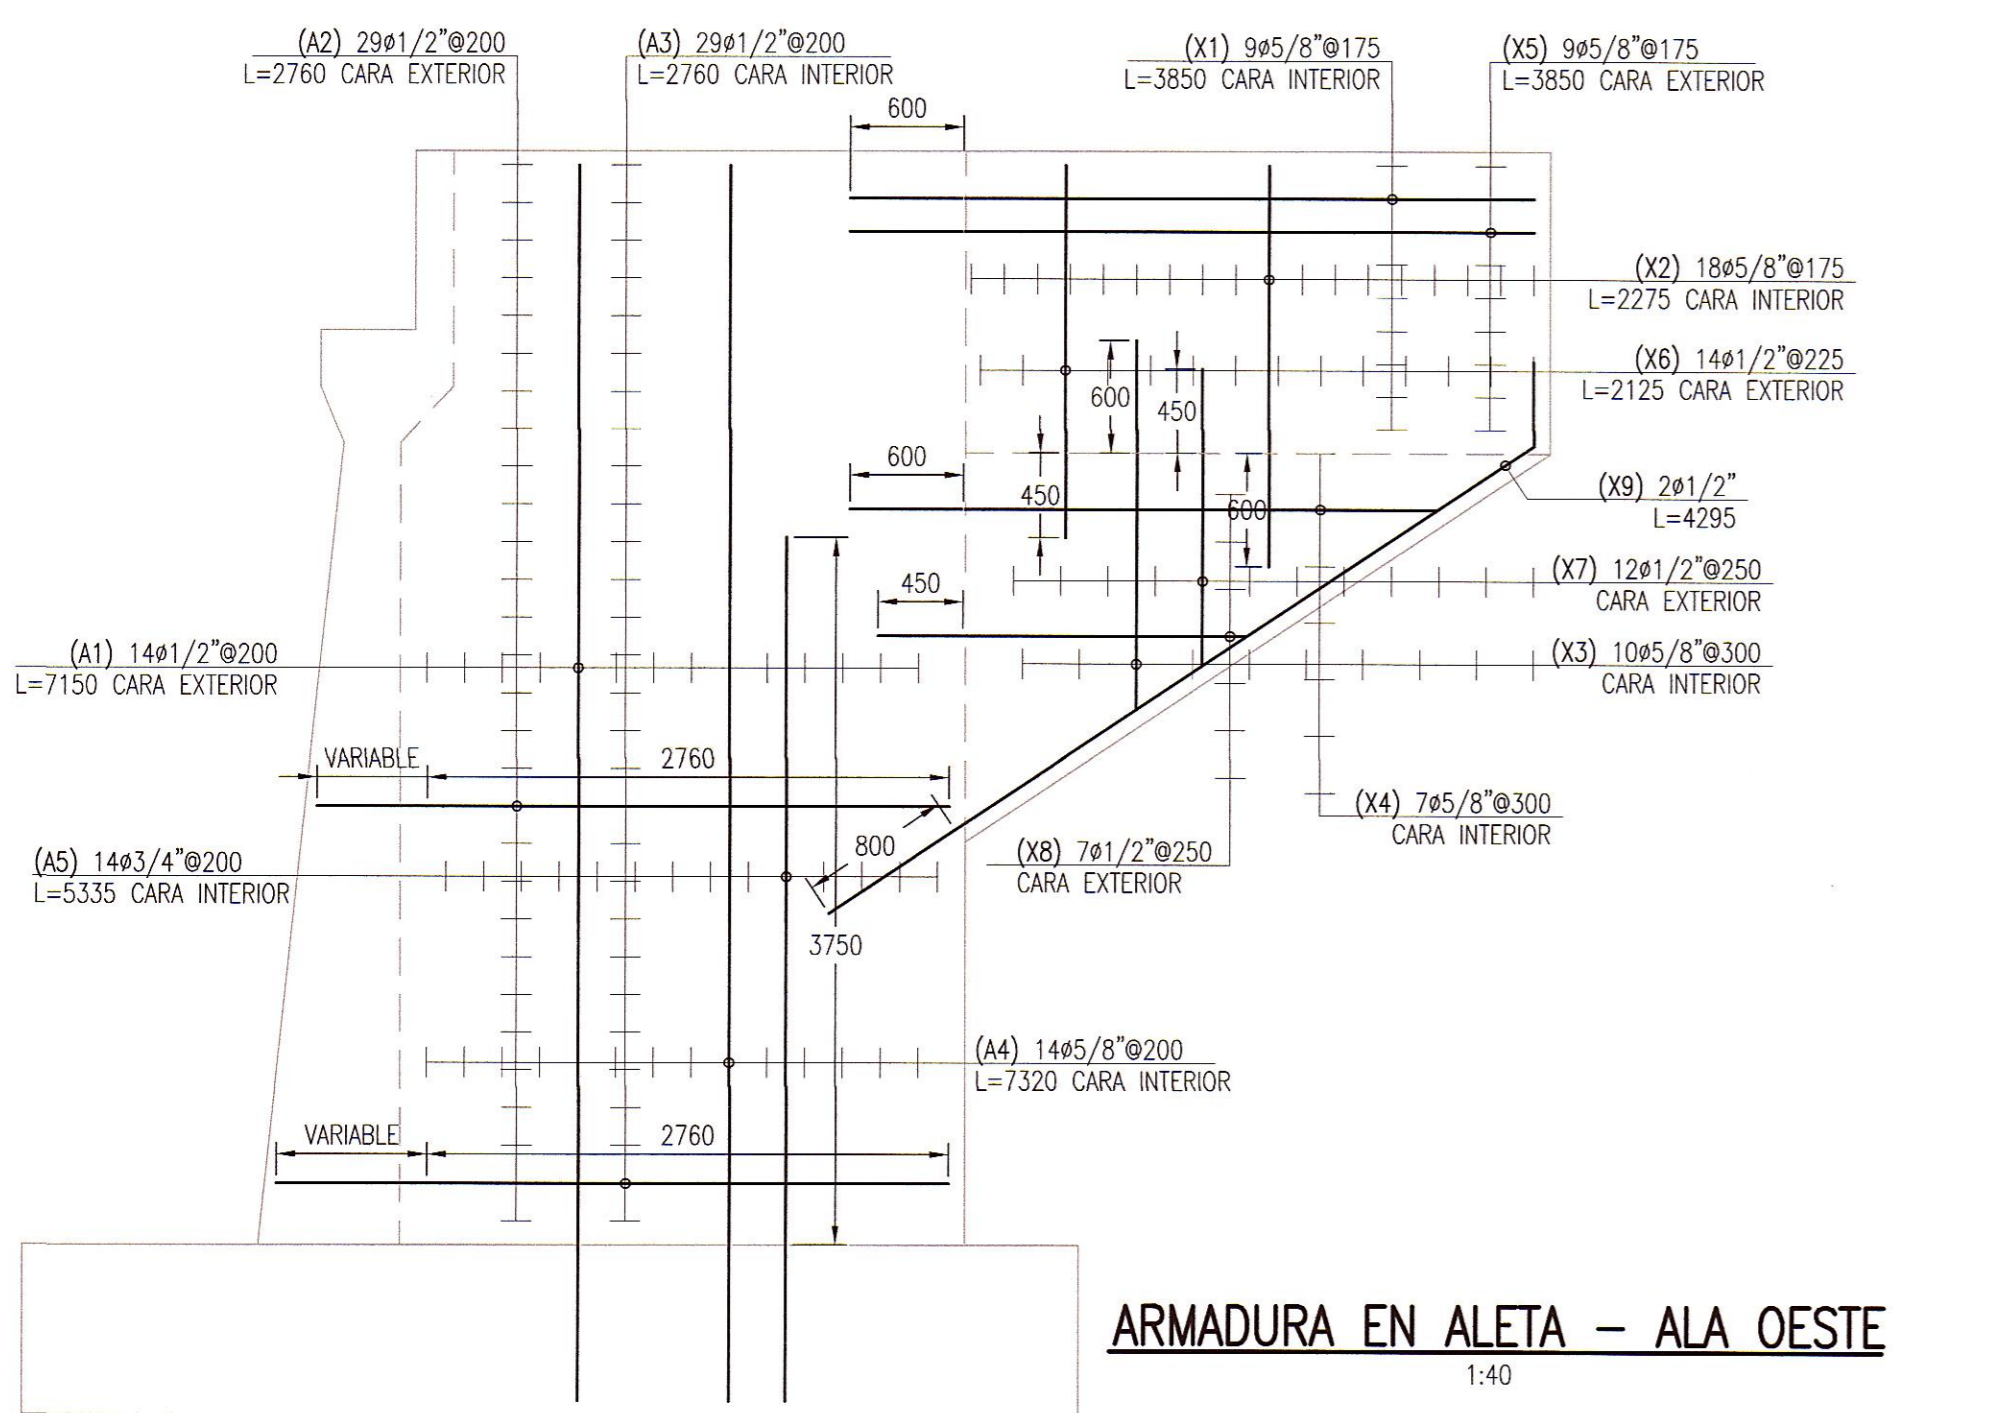 (A2) 29ø1/2”@200
L=2760 CARA EXTERIOR
(A3) 29ø1/2”@200
L=2760 CARA INTERIOR
(X1) 9ø5/8”@175
L=3850 CARA INTERIOR
(X5) 9ø5/8”@175
L=3850 CARA EXTERIOR
600
(X2) 18ø5/8”@175
L=2275 CARA INTERIOR
(X6) 14ø1/2”@225
L=2125 CARA EXTERIOR
600
450
600
450
600
(X9) 2ø1/2”
L=4295
450
(X7) 12ø1/2”@250
CARA EXTERIOR
(A1) 14ø1/2”@200
L=7150 CARA EXTERIOR
(X3) 10ø5/8”@300
CARA INTERIOR
VARIABLE
2760
(X4) 7ø5/8”@300
CARA INTERIOR
800
(X8) 7ø1/2”@250
CARA EXTERIOR
(A5) 14ø3/4”@200
L=5335 CARA INTERIOR
3750
(A4) 14ø5/8”@200
L=7320 CARA INTERIOR
VARIABLE
2760
ARMADURA EN ALETA – ALA OESTE
1:40